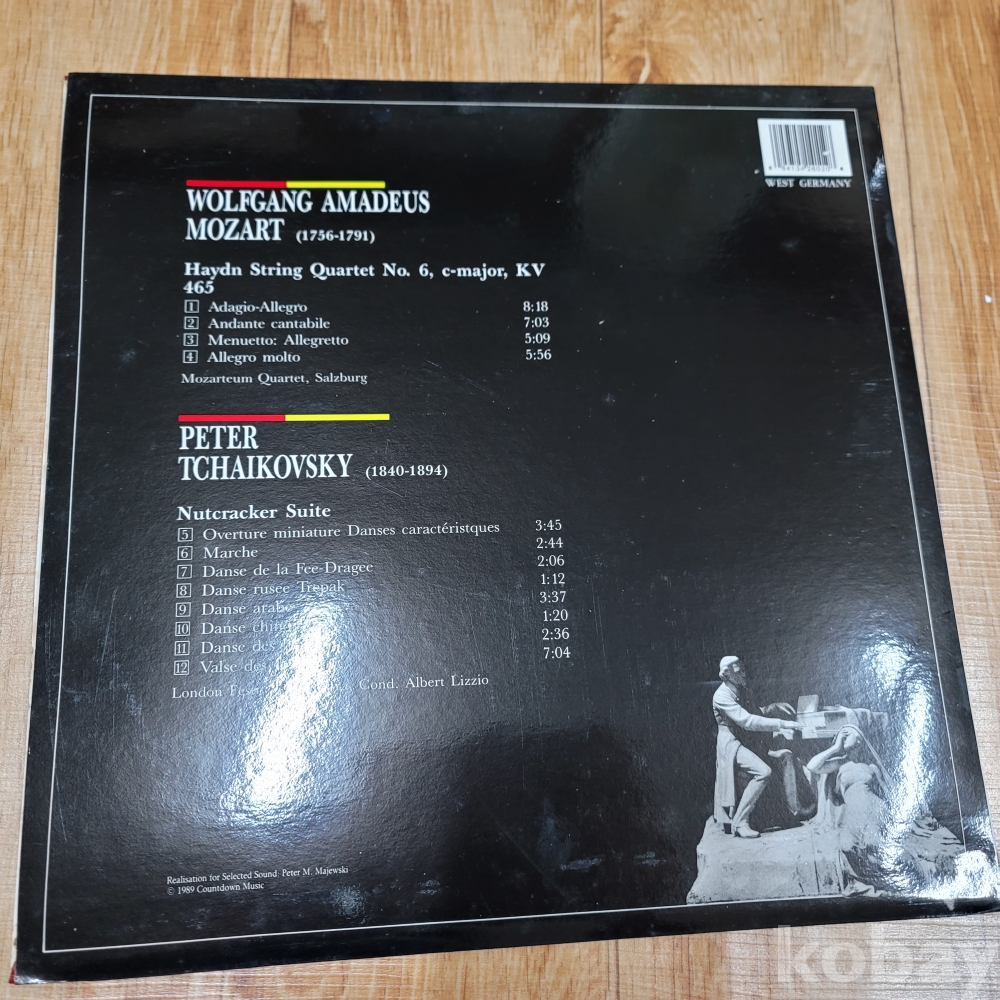 WEST GERMANY
WOLFGANG AMADEUS
MOZART (1756-1791)
Haydn String Quartet No. 6, c-major, KV
465
1 Adagio-Allegro 8:18
2 Andante cantabile 7:03
3 Menuetto: Allegretto 5:09
4 Allegro molto 5:56
Mozarteum Quartet, Salzburg
PETER
TCHAIKOVSKY (1840-1894)
Nutcracker Suite
5 Overture miniature Danses caractéristques 3:45
6 Marche 2:44
7 Danse de la Fee-Dragee 2:06
8 Danse rusee Trepak 1:12
9 Danse arabe 3:37
10 Danse 1:20
11 Danse des 2:36
12 Valse des 7:04
London Cond. Albert Lizzio
Realisation for Selected Sound: Peter M. Majewski
© 1989 Countdown Music
kobay